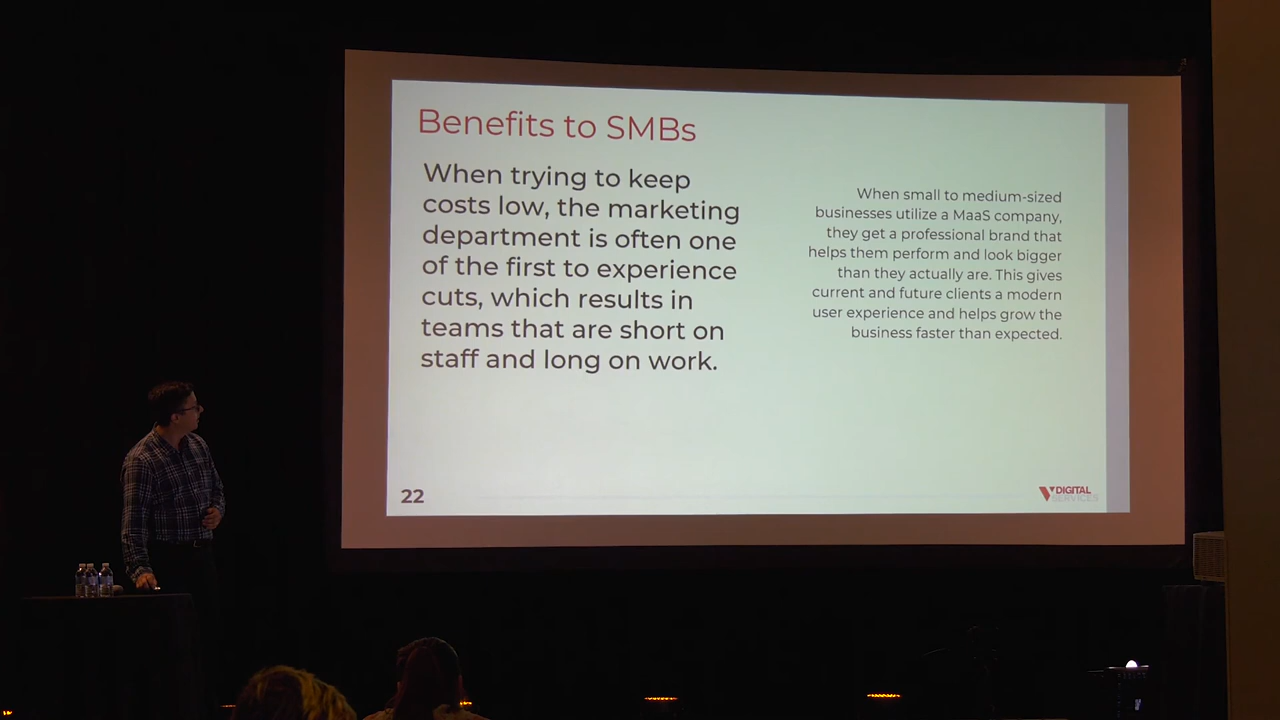 Benefits to SMBs
When trying to keep
costs low, the marketing
department is often one
of the first to experience
cuts, which results in
teams that are short on
staff and long on work.
When small to medium-sized
businesses utilize a MaaS company,
they get a professional brand that
helps them perform and look bigger
than they actually are. This gives
current and future clients a modern
user experience and helps grow the
business faster than expected.
22
DIGITAL
SERVICES